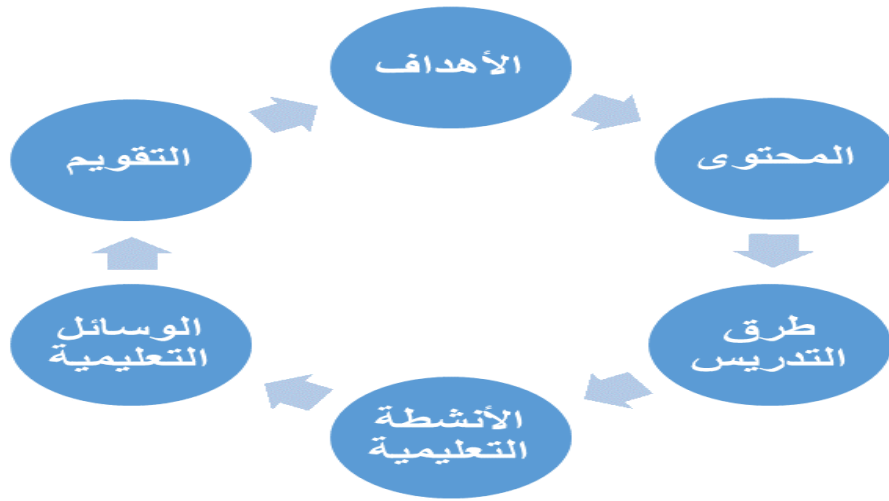 الأهداف
المحتوى
طرق
التدريس
الأنشطة
التعليمية
الوسائل
التعليمية
التقويم